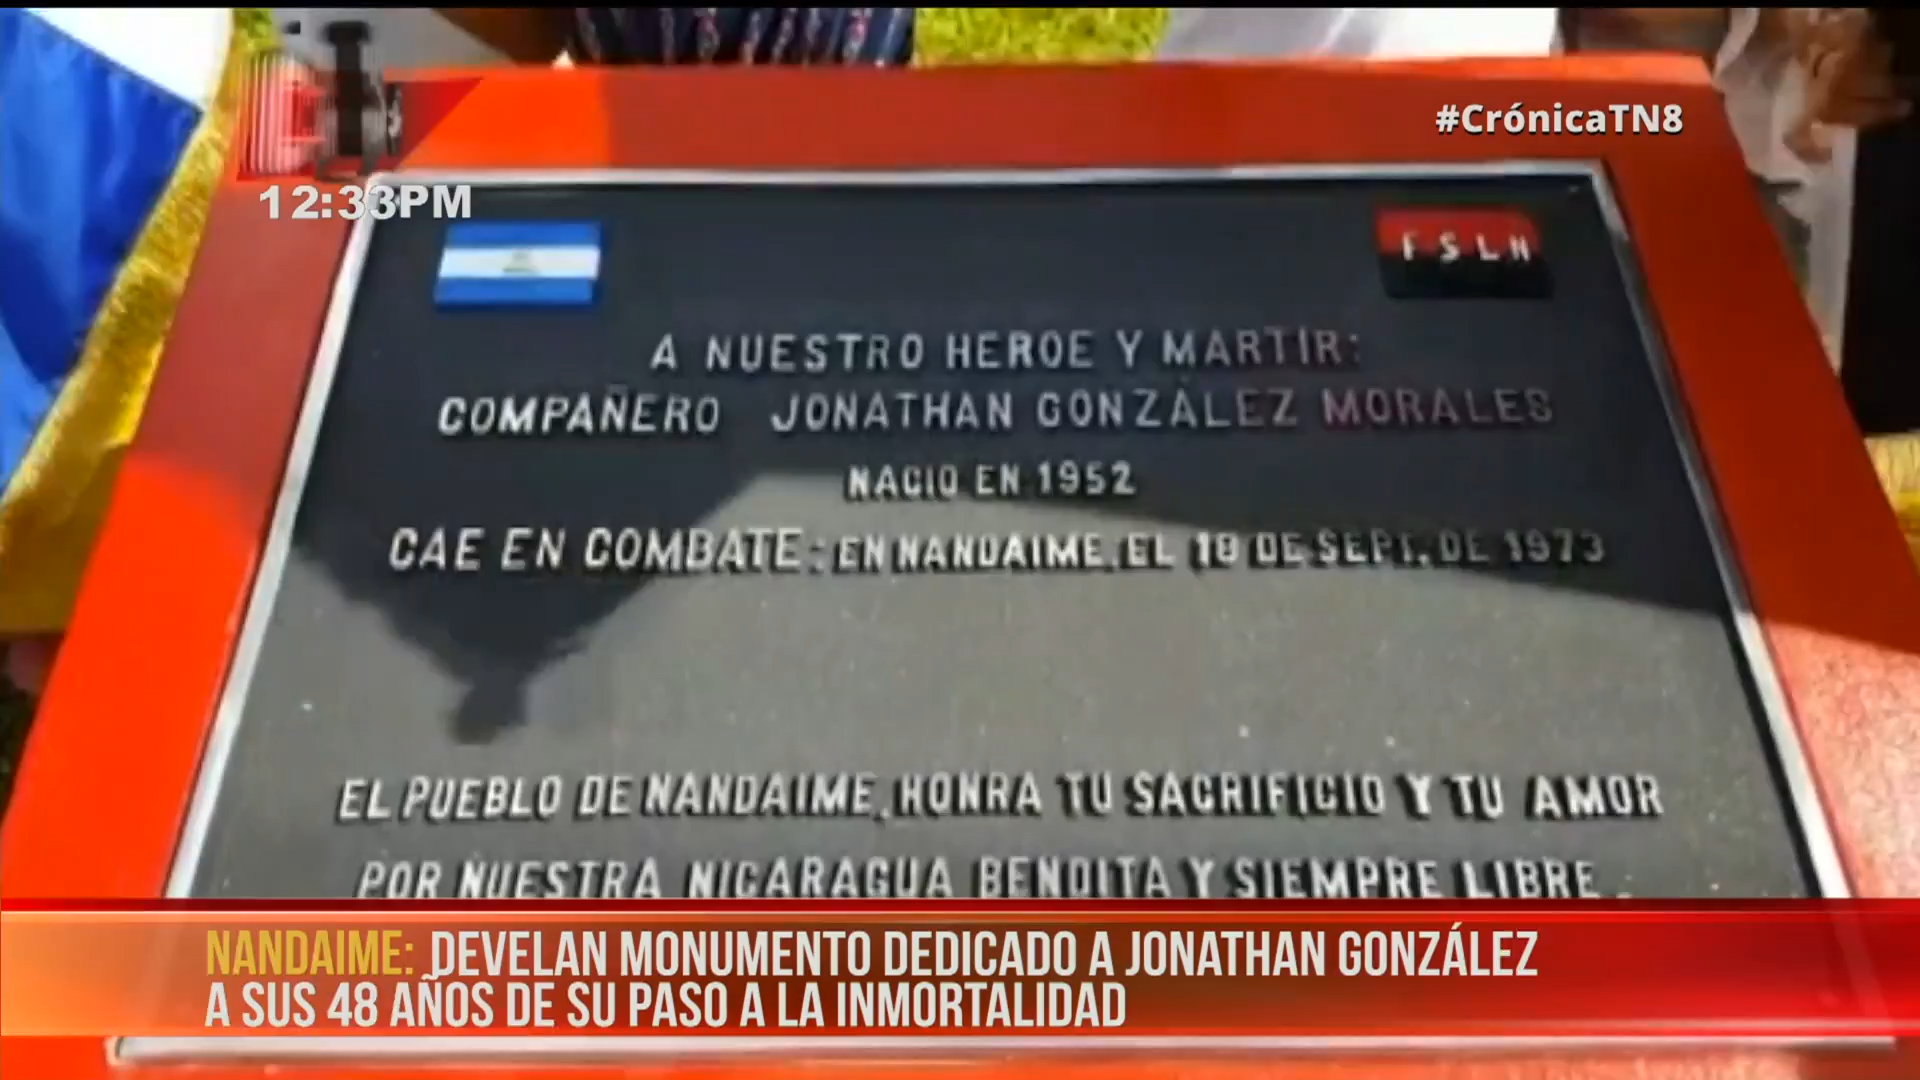 #CrónicaTN8
12:33PM
FSLN
A NUESTRO HEROE Y MARTIR:
COMPAÑERO JONATHAN GONZÁLEZ MORALES
NACIO EN 1952
CAE EN COMBATE: EN NANDAIME, EL 18 DE SEPT. DE 1973
EL PUEBLO DE NANDAIME, HONRA TU SACRIFICIO Y TU AMOR
POR NUESTRA NICARAGUA BENDITA Y SIEMPRE LIBRE.
NANDAIME: DEVELAN MONUMENTO DEDICADO A JONATHAN GONZÁLEZ
A SUS 48 AÑOS DE SU PASO A LA INMORTALIDAD